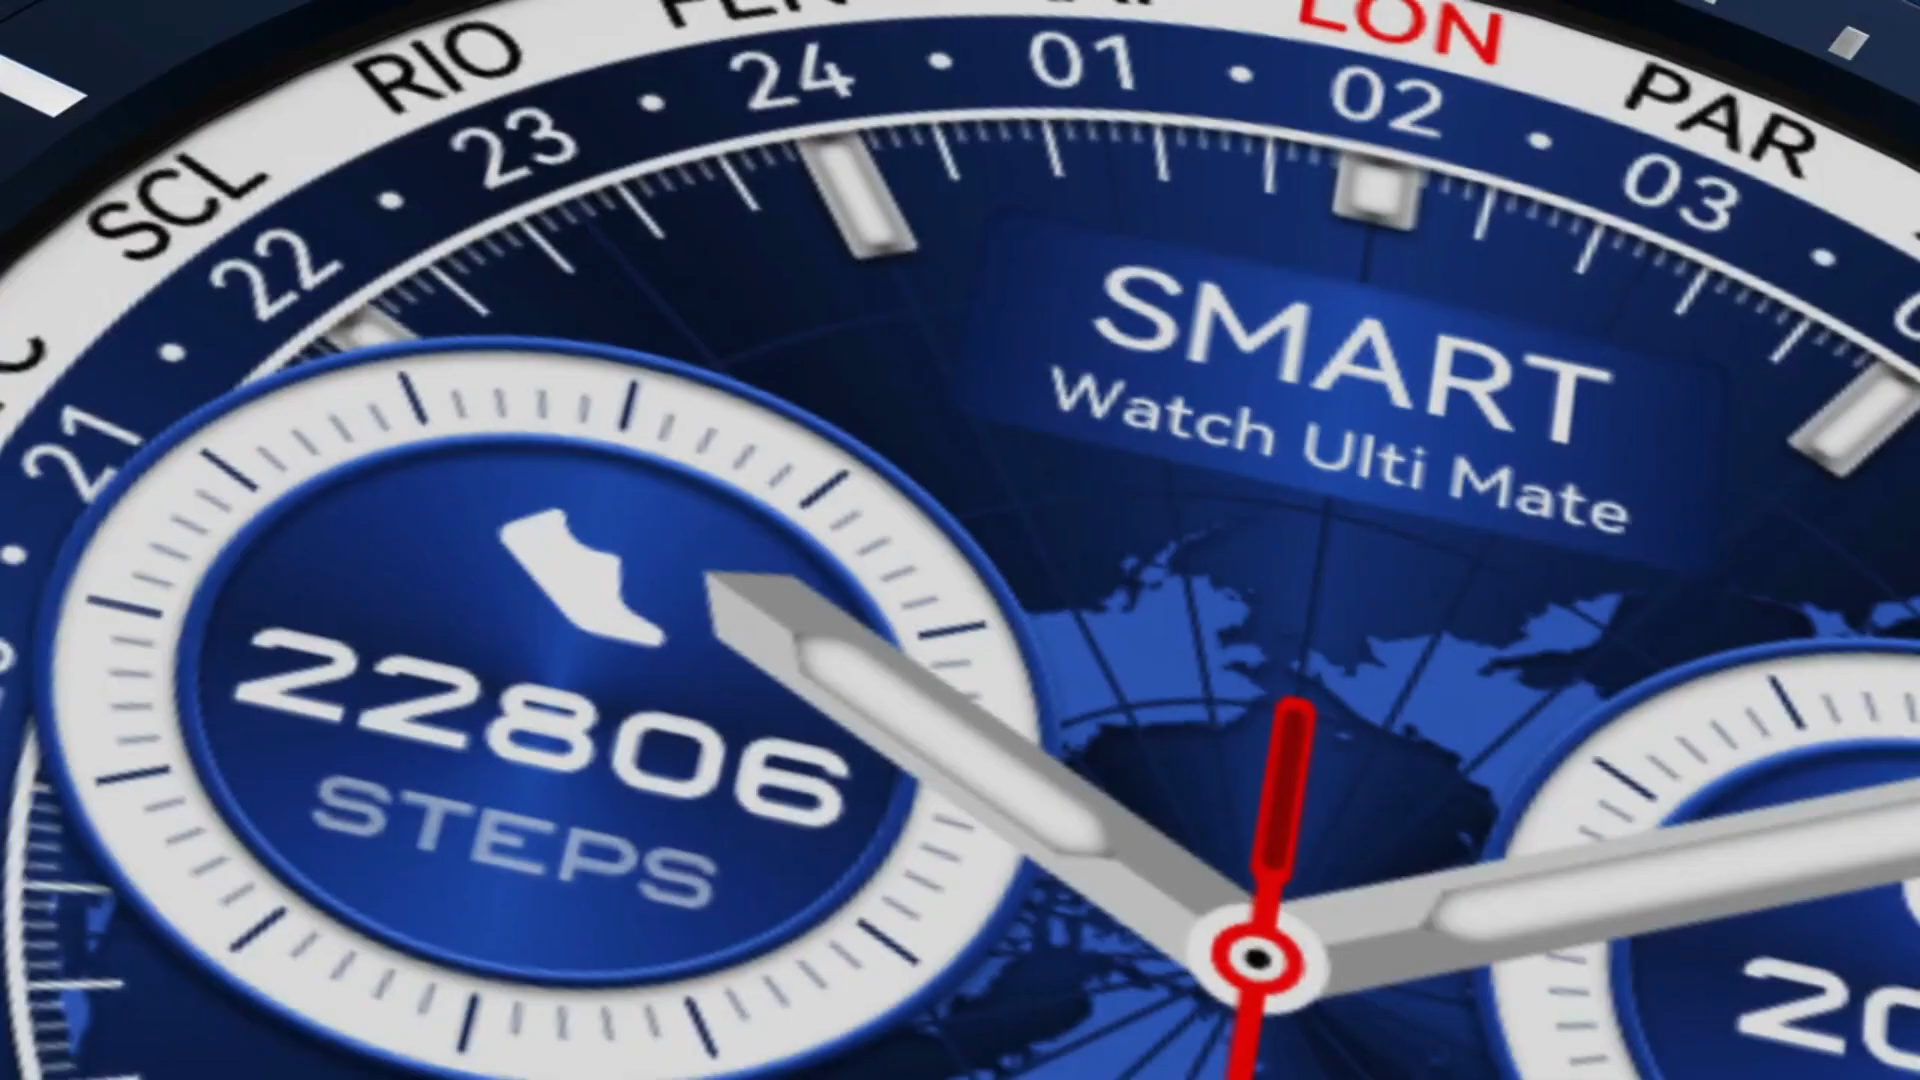 SCL
RIO
LON
PAR
21
22
23
24
01
02
03
SMART
Watch Ulti Mate
22806
STEPS